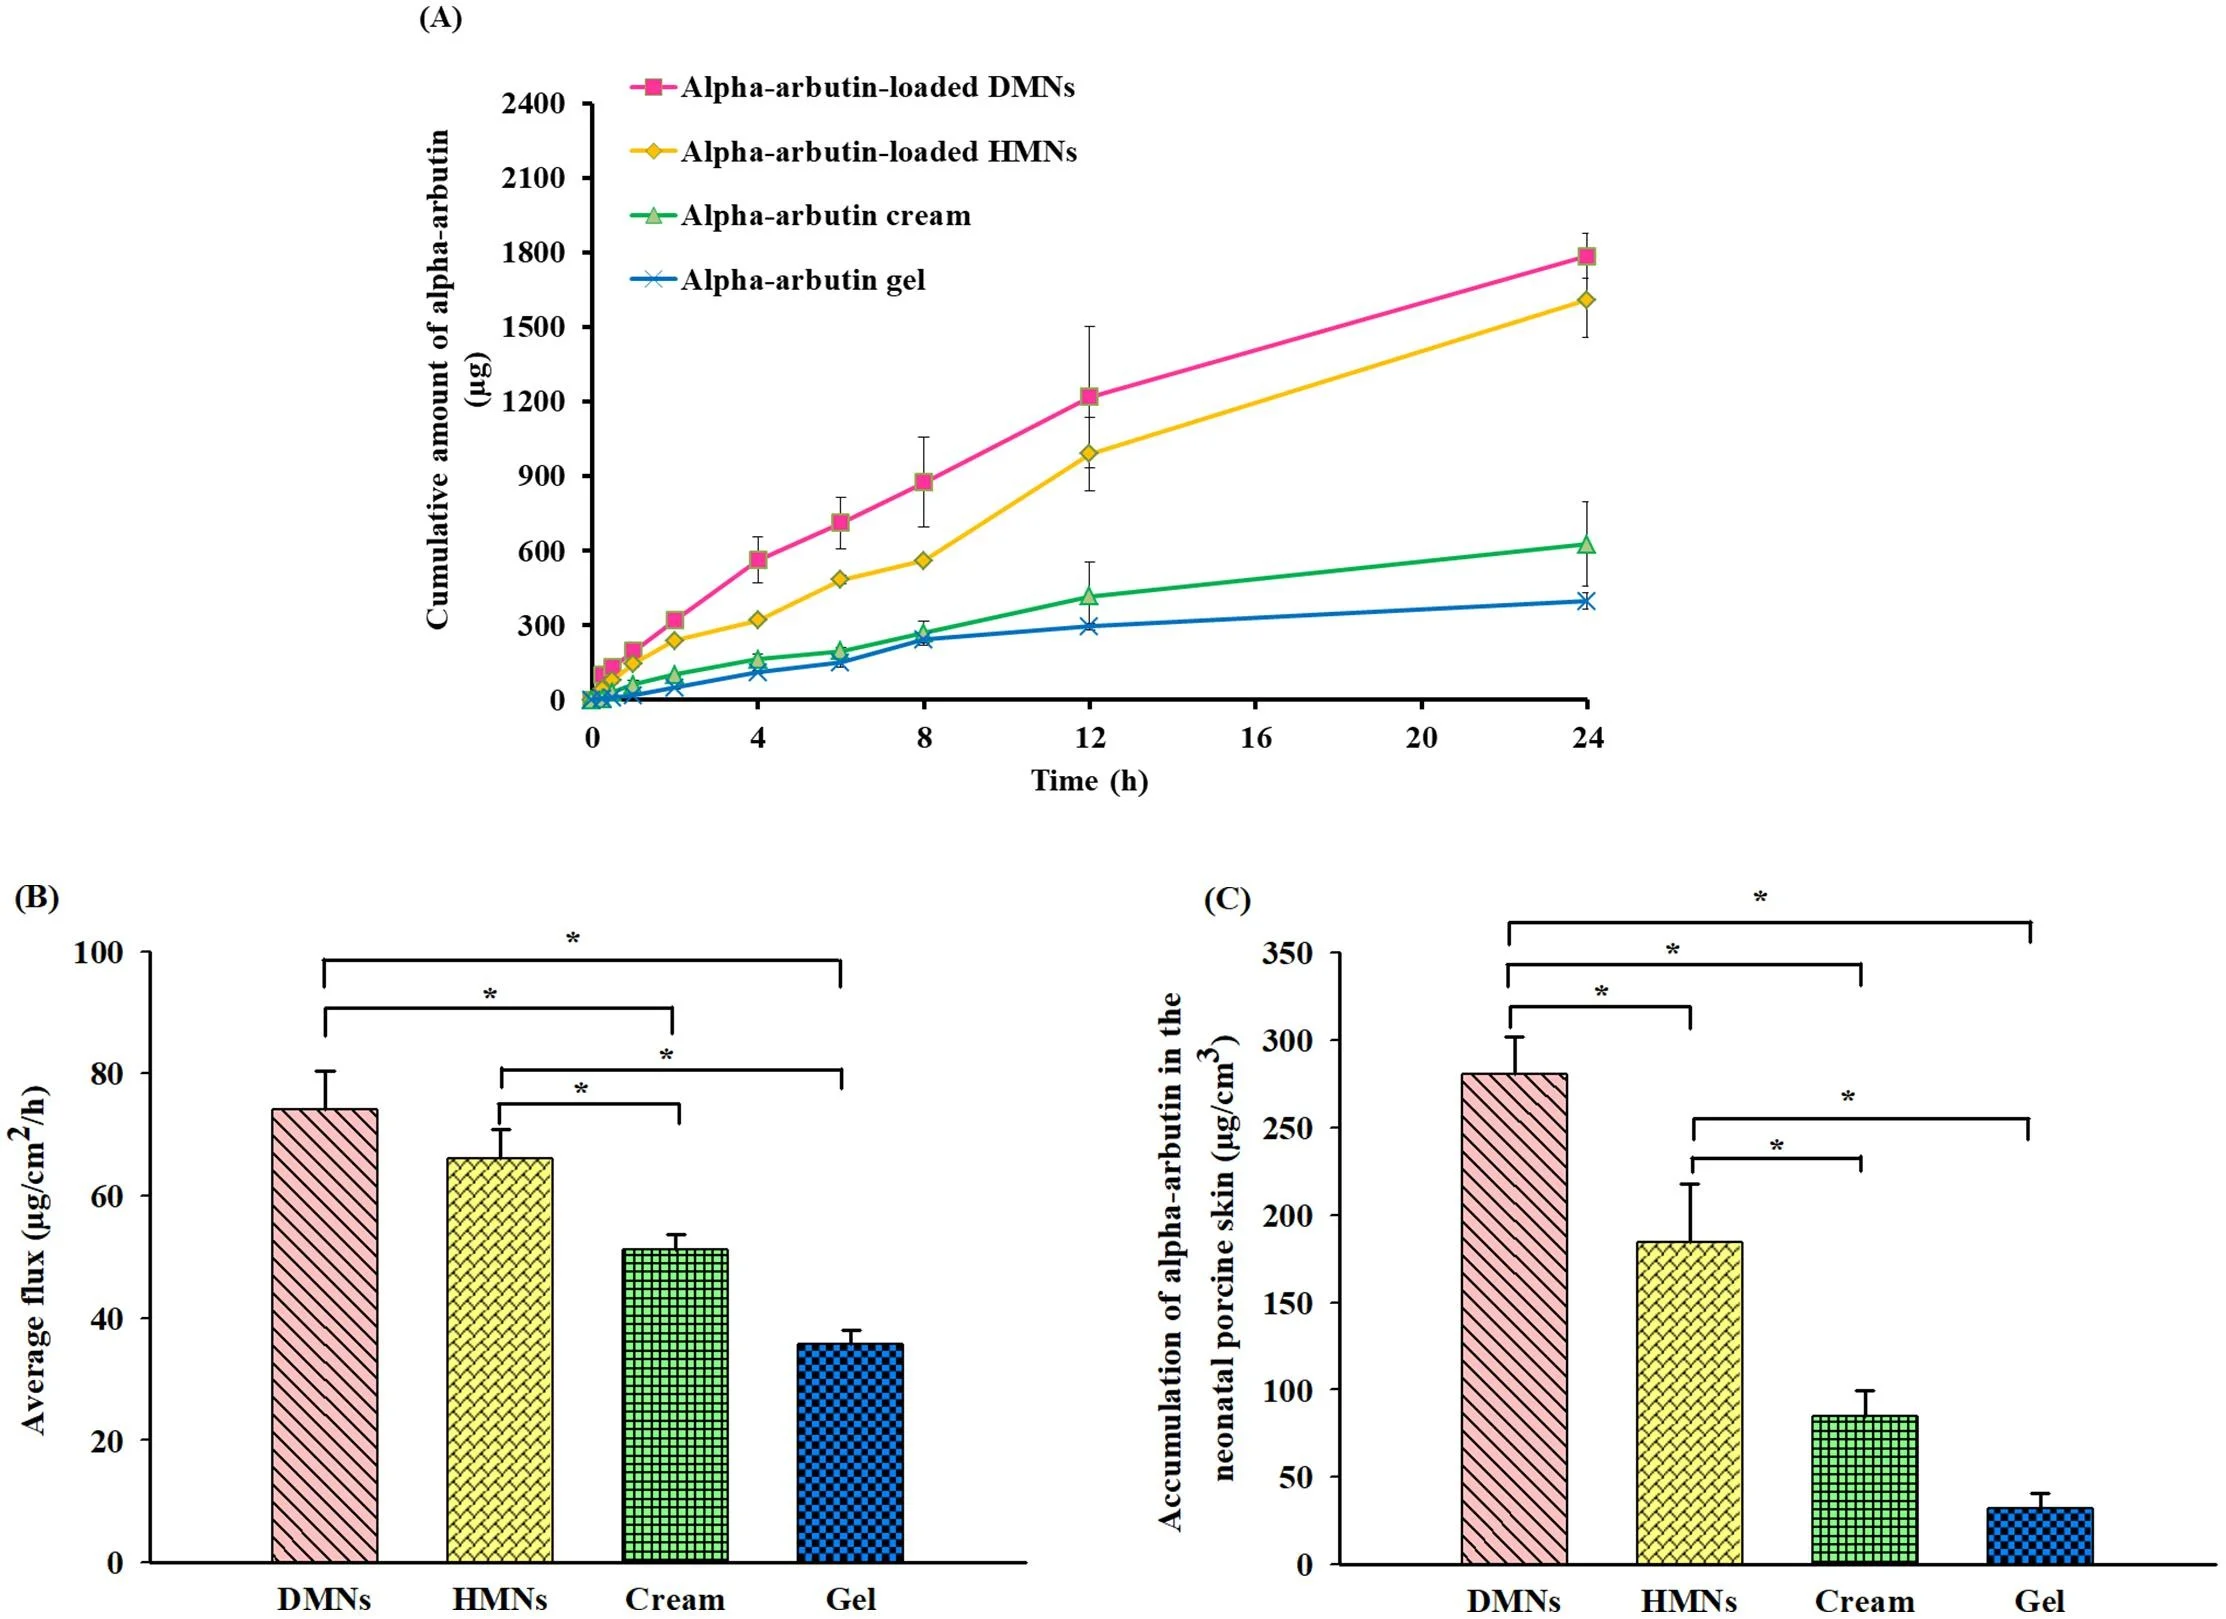 (A)
Cumulative amount of alpha-arbutin
(µg)
2400
2100
1800
1500
1200
900
600
300
0
Alpha-arbutin-loaded DMNs
Alpha-arbutin-loaded HMNs
Alpha-arbutin cream
Alpha-arbutin gel
0 4 8 12 16 20 24
Time (h)
(B)
Average flux (µg/cm²/h)
100
80
60
40
20
0
*
*
*
*
DMNs HMNs Cream Gel
(C)
Accumulation of alpha-arbutin in the
neonatal porcine skin (µg/cm³)
350
300
250
200
150
100
50
0
*
*
*
*
*
DMNs HMNs Cream Gel